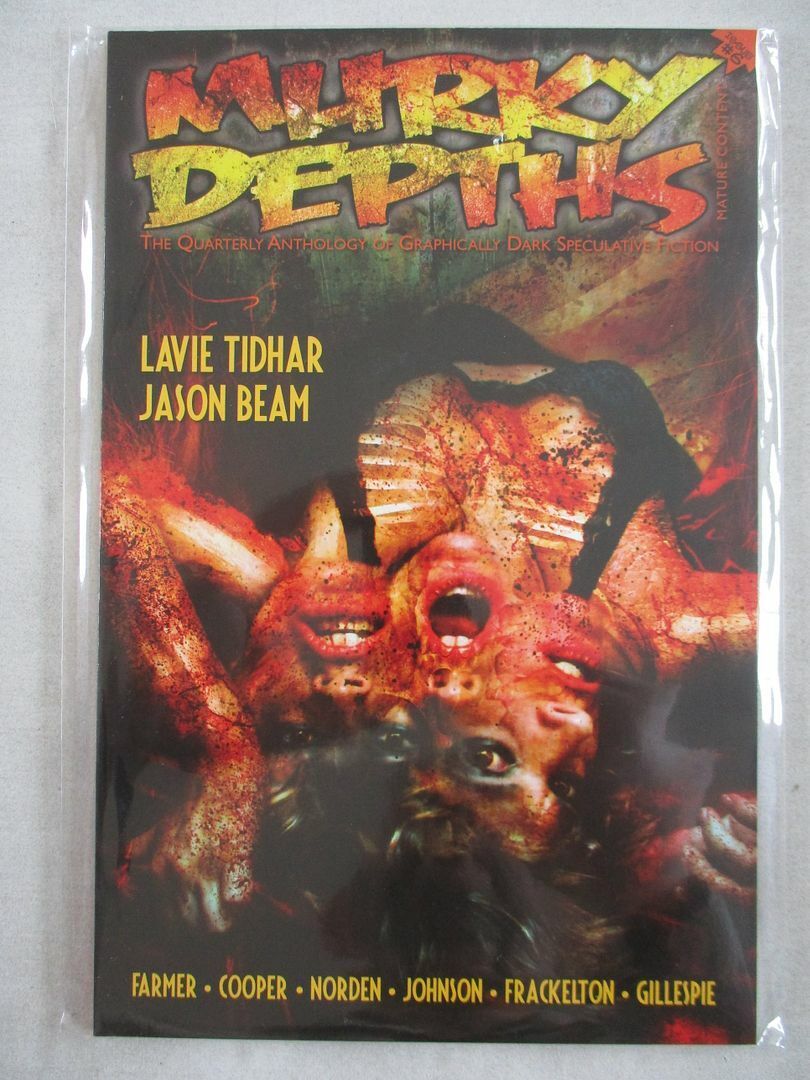 MURKY
DEPTHS
THE QUARTERLY ANTHOLOGY OF GRAPHICALLY DARK SPECULATIVE FICTION
MATURE CONTENT
LAVIE TIDHAR
JASON BEAM
FARMER • COOPER • NORDEN • JOHNSON • FRACKELTON • GILLESPIE